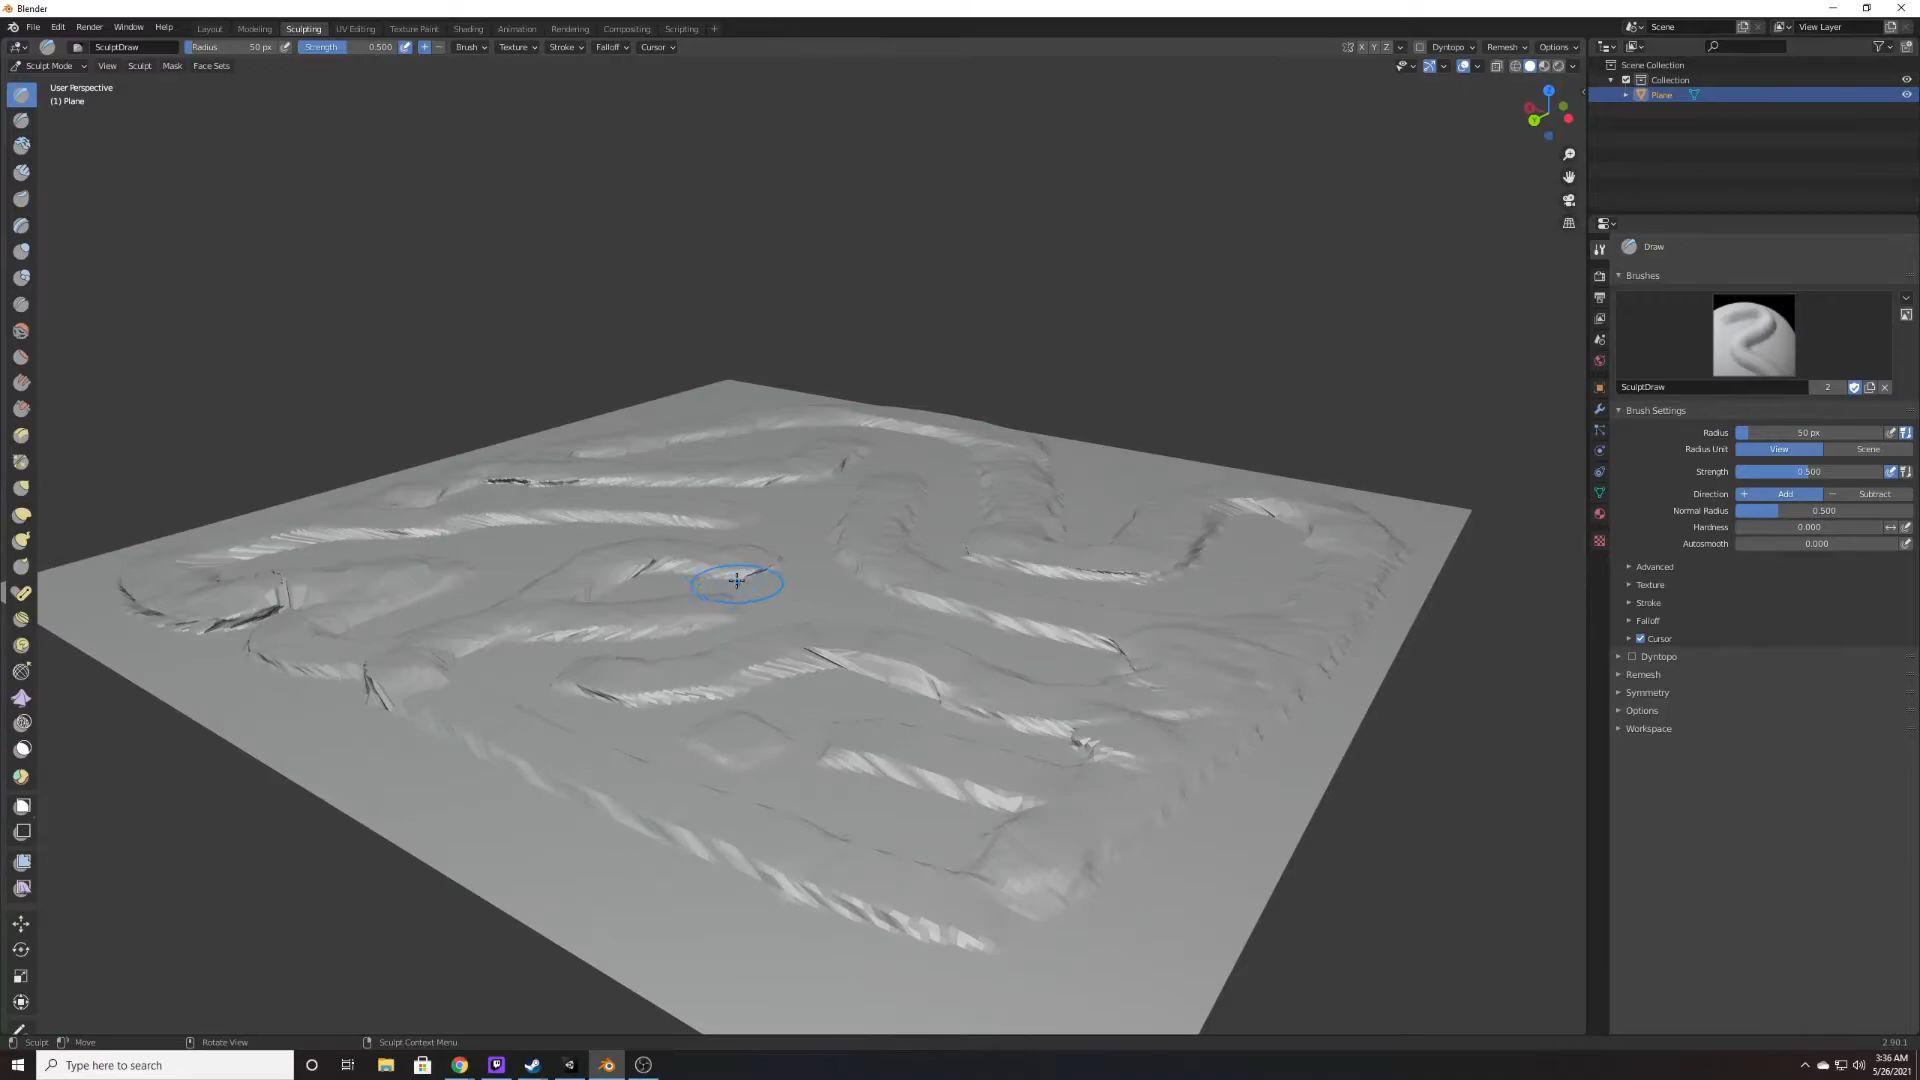 Blender
File Edit Render Window Help
Layout Modeling Sculpting UV Editing Texture Paint Shading Animation Rendering Compositing Scripting +
Scene
View Layer
SculptDraw
Radius 50 px
Strength 0.500
Brush Texture Stroke Falloff Cursor
X Y Z
Dyntopo Remesh Options
Sculpt Mode View Sculpt Mask Face Sets
User Perspective
(1) Plane
Z
Y
Scene Collection
Collection
Plane
Draw
Brushes
SculptDraw 2
Brush Settings
Radius 50 px
Radius Unit View Scene
Strength 0.500
Direction + Add − Subtract
Normal Radius 0.500
Hardness 0.000
Autosmooth 0.000
Advanced
Texture
Stroke
Falloff
Cursor
Dyntopo
Remesh
Symmetry
Options
Workspace
Sculpt Move Rotate View Sculpt Context Menu
2.90.1
Type here to search
3:36 AM
5/26/2021